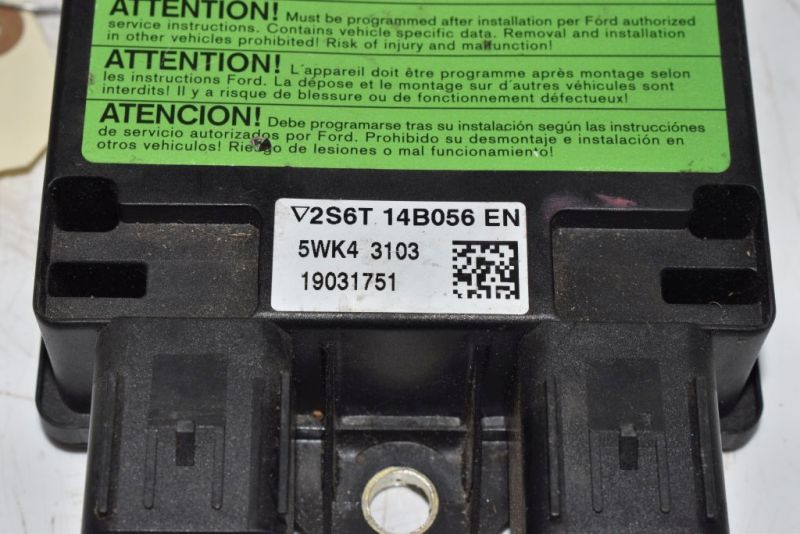 ATTENTION! Must be programmed after installation per Ford authorized
service instructions. Contains vehicle specific data. Removal and installation
in other vehicles prohibited! Risk of injury and malfunction!
ATTENTION! L'appareil doit être programme après montage selon
les instructions Ford. La dépose et le montage sur d'autres véhicules sont
interdits! Il y a risque de blessure ou de fonctionnement défectueux!
ATENCION! Debe programarse tras su instalación según las instrucciónes
de servicio autorizados por Ford. Prohibido su desmontaje e instalación en
otros vehiculos! Riesgo de lesiones o mal funcionamiento!
▽2S6T 14B056 EN
5WK4 3103
19031751